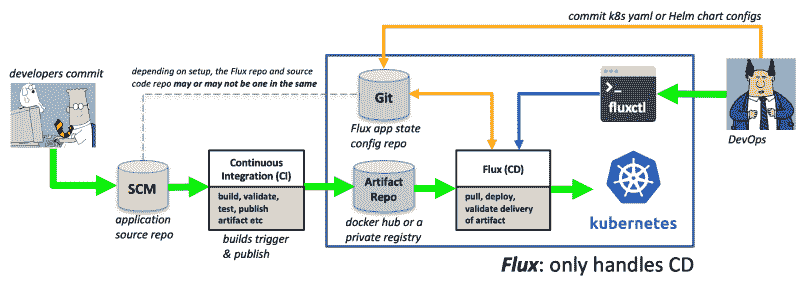 commit k8s yaml or Helm chart configs
developers commit
depending on setup, the Flux repo and source
code repo may or may not be one in the same
Git
Flux app state
config repo
>_
fluxctl
DevOps
SCM
application
source repo
Continuous
Integration (CI)
build, validate,
test, publish
artifact etc
builds trigger
& publish
Artifact
Repo
docker hub or a
private registry
Flux (CD)
pull, deploy,
validate delivery
of artifact
kubernetes
Flux: only handles CD